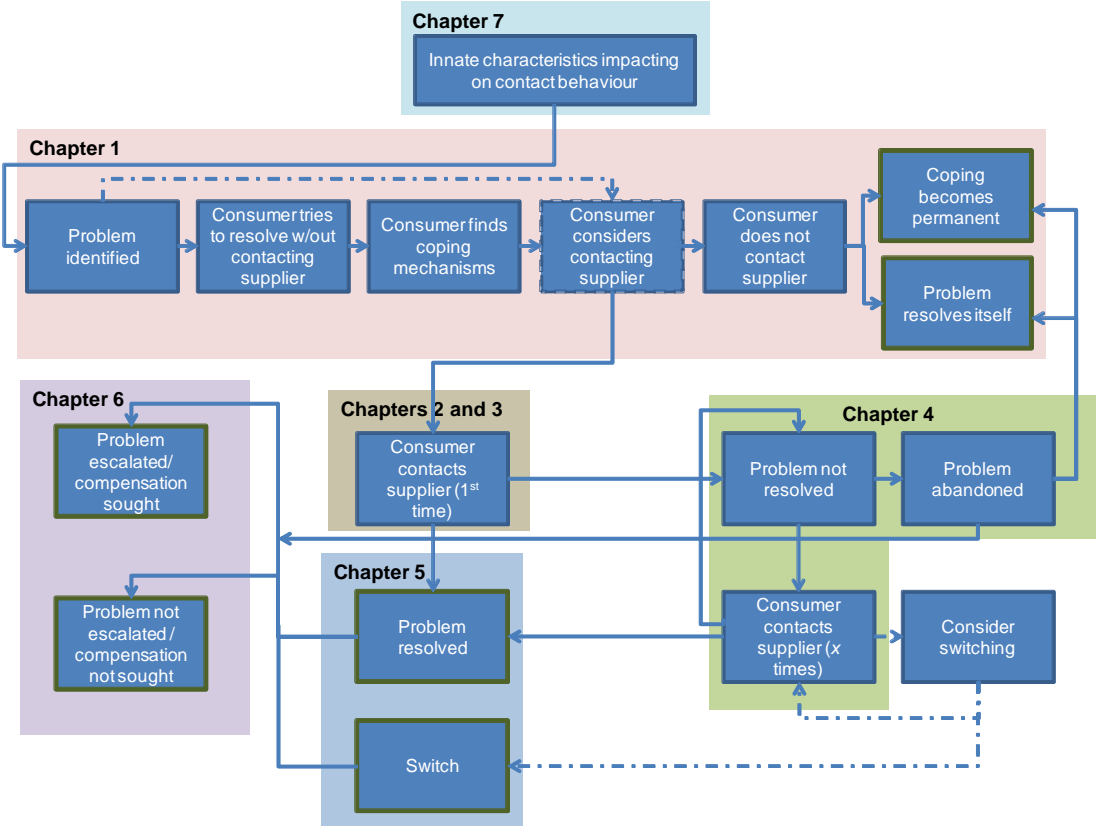 Chapter 7
Innate characteristics impacting
on contact behaviour
Chapter 1
Problem
identified
Consumer tries
to resolve w/out
contacting
supplier
Consumer finds
coping
mechanisms
Consumer
considers
contacting
supplier
Consumer
does not
contact
supplier
Coping
becomes
permanent
Problem
resolves itself
Chapter 6
Problem
escalated/
compensation
sought
Problem not
escalated /
compensation
not sought
Chapters 2 and 3
Consumer
contacts
supplier (1st
time)
Chapter 4
Problem not
resolved
Problem
abandoned
Consumer
contacts
supplier (x
times)
Consider
switching
Chapter 5
Problem
resolved
Switch